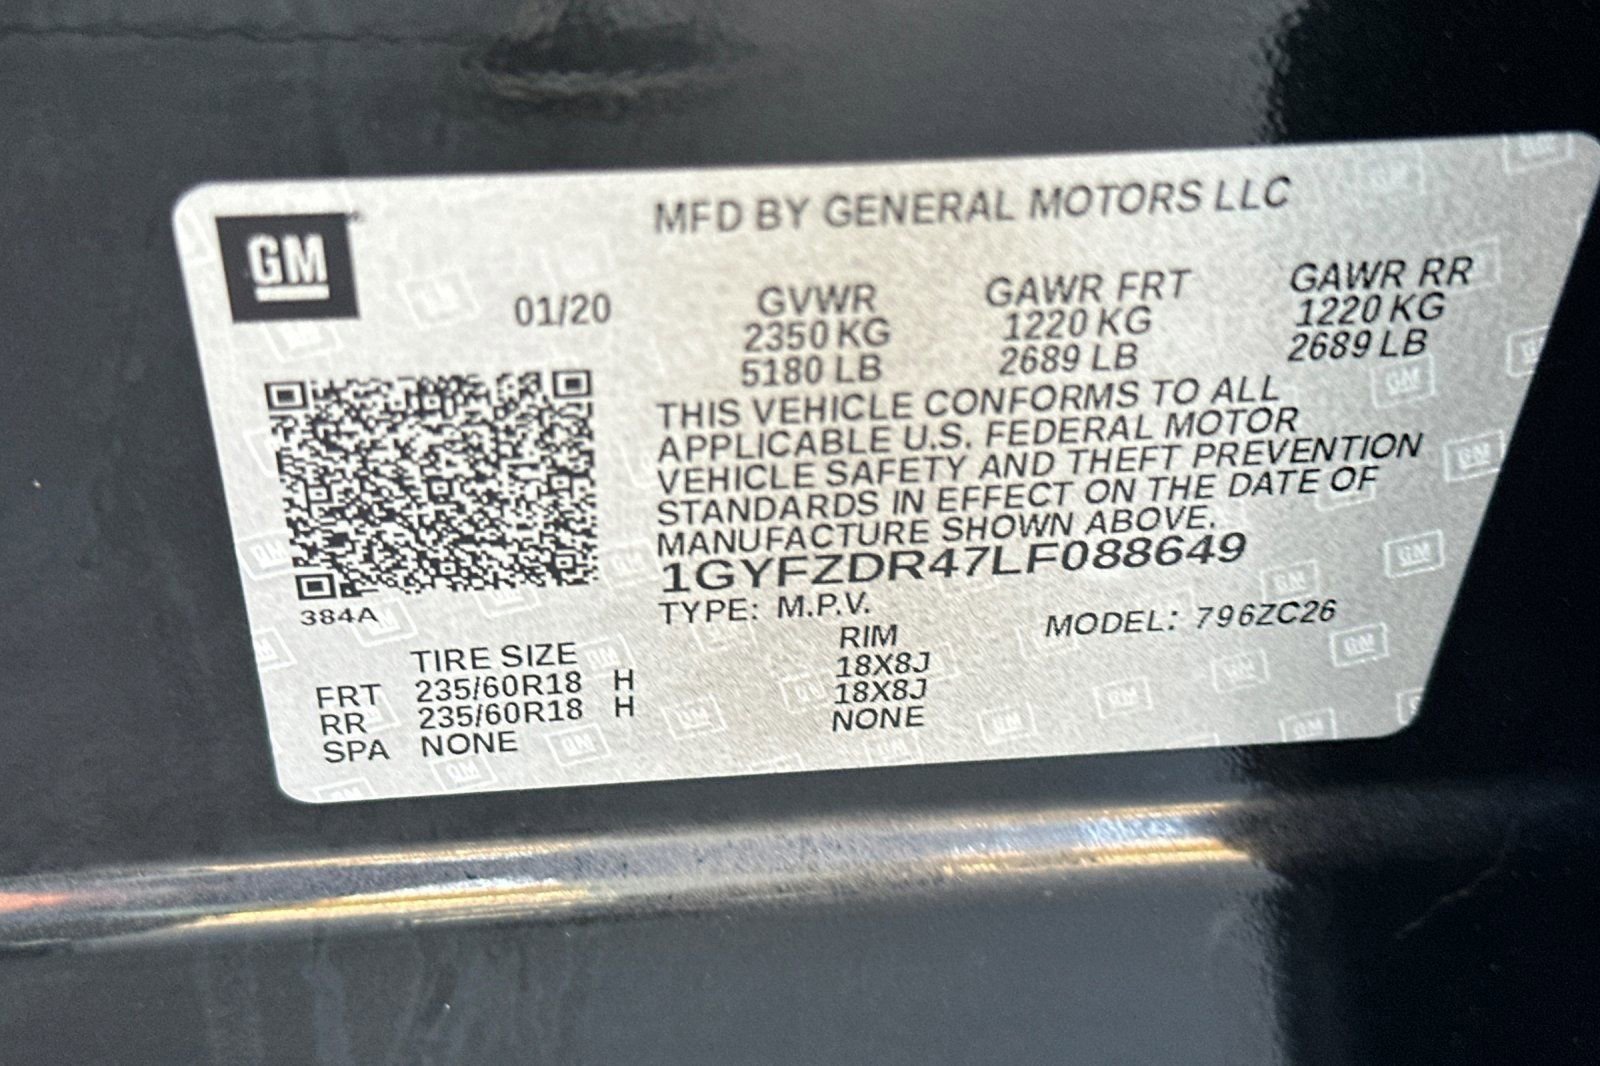 GM
MFD BY GENERAL MOTORS LLC
01/20
GVWR GAWR FRT GAWR RR
2350 KG 1220 KG 1220 KG
5180 LB 2689 LB 2689 LB
THIS VEHICLE CONFORMS TO ALL
APPLICABLE U.S. FEDERAL MOTOR
VEHICLE SAFETY AND THEFT PREVENTION
STANDARDS IN EFFECT ON THE DATE OF
MANUFACTURE SHOWN ABOVE.
1GYFZDR47LF088649
384A
TYPE: M.P.V. MODEL: 796ZC26
TIRE SIZE RIM
FRT 235/60R18 H 18X8J
RR 235/60R18 H 18X8J
SPA NONE NONE